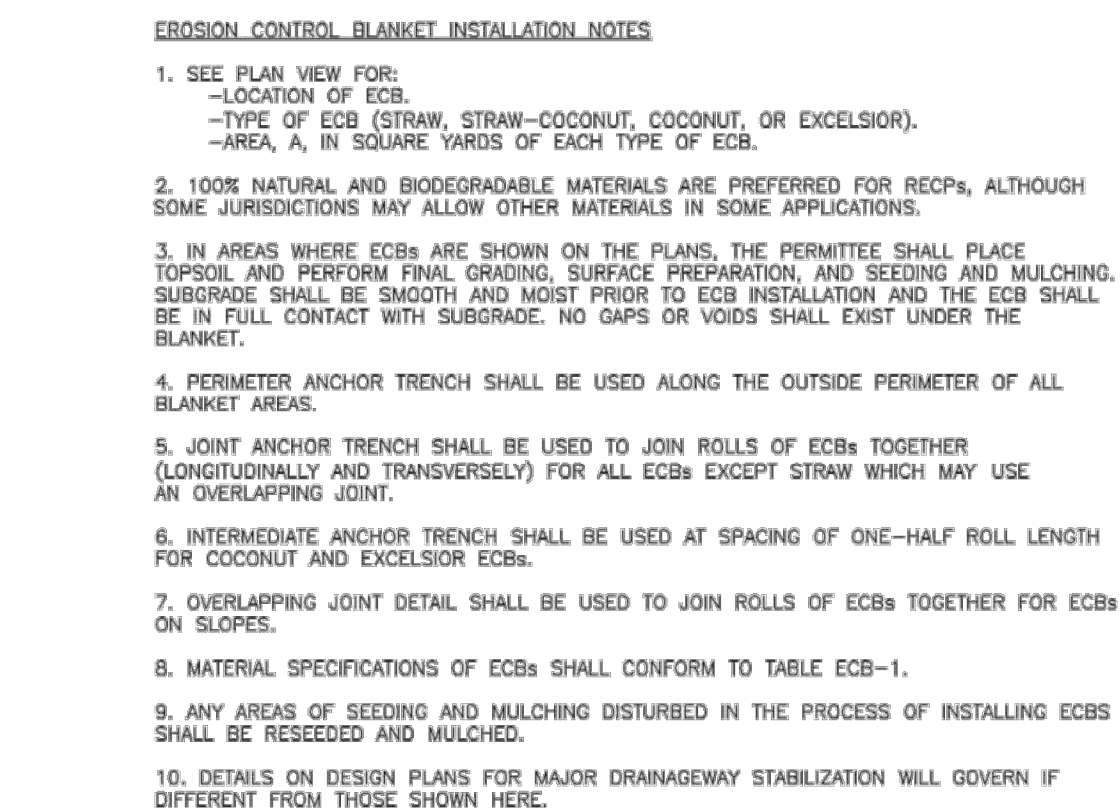 EROSION CONTROL BLANKET INSTALLATION NOTES
1. SEE PLAN VIEW FOR:
-LOCATION OF ECB.
-TYPE OF ECB (STRAW, STRAW-COCONUT, COCONUT, OR EXCELSIOR).
-AREA, A, IN SQUARE YARDS OF EACH TYPE OF ECB.
2. 100% NATURAL AND BIODEGRADABLE MATERIALS ARE PREFERRED FOR RECPs, ALTHOUGH
SOME JURISDICTIONS MAY ALLOW OTHER MATERIALS IN SOME APPLICATIONS.
3. IN AREAS WHERE ECBs ARE SHOWN ON THE PLANS, THE PERMITTEE SHALL PLACE
TOPSOIL AND PERFORM FINAL GRADING, SURFACE PREPARATION, AND SEEDING AND MULCHING.
SUBGRADE SHALL BE SMOOTH AND MOIST PRIOR TO ECB INSTALLATION AND THE ECB SHALL
BE IN FULL CONTACT WITH SUBGRADE. NO GAPS OR VOIDS SHALL EXIST UNDER THE
BLANKET.
4. PERIMETER ANCHOR TRENCH SHALL BE USED ALONG THE OUTSIDE PERIMETER OF ALL
BLANKET AREAS.
5. JOINT ANCHOR TRENCH SHALL BE USED TO JOIN ROLLS OF ECBs TOGETHER
(LONGITUDINALLY AND TRANSVERSELY) FOR ALL ECBs EXCEPT STRAW WHICH MAY USE
AN OVERLAPPING JOINT.
6. INTERMEDIATE ANCHOR TRENCH SHALL BE USED AT SPACING OF ONE-HALF ROLL LENGTH
FOR COCONUT AND EXCELSIOR ECBs.
7. OVERLAPPING JOINT DETAIL SHALL BE USED TO JOIN ROLLS OF ECBs TOGETHER FOR ECBs
ON SLOPES.
8. MATERIAL SPECIFICATIONS OF ECBs SHALL CONFORM TO TABLE ECB-1.
9. ANY AREAS OF SEEDING AND MULCHING DISTURBED IN THE PROCESS OF INSTALLING ECBS
SHALL BE RESEEDED AND MULCHED.
10. DETAILS ON DESIGN PLANS FOR MAJOR DRAINAGEWAY STABILIZATION WILL GOVERN IF
DIFFERENT FROM THOSE SHOWN HERE.